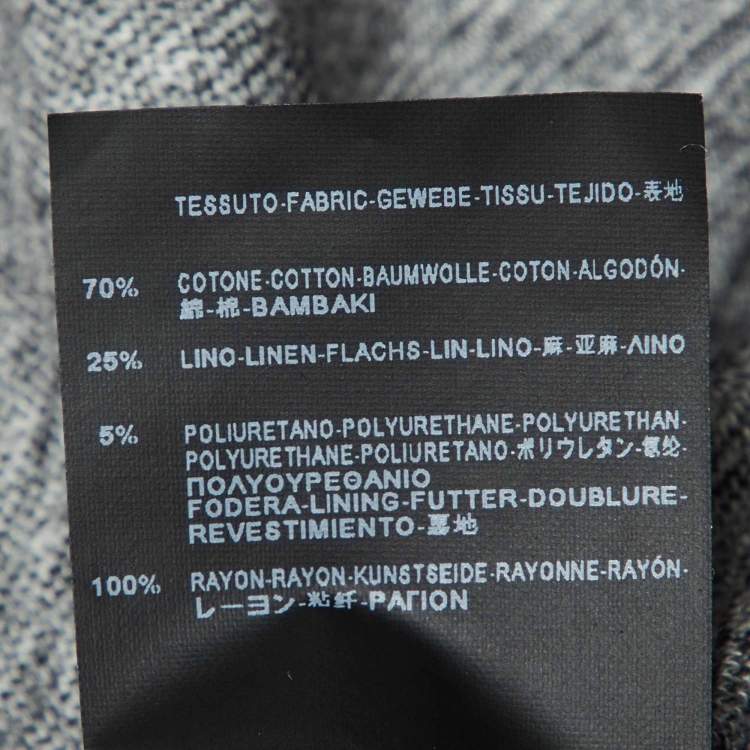 TESSUTO-FABRIC-GEWEBE-TISSU-TEJIDO-表地
70% COTONE-COTTON-BAUMWOLLE-COTON-ALGODÓN-
綿-棉-BAMBAKI
25% LINO-LINEN-FLACHS-LIN-LINO-麻-亚麻-ΛINO
5% POLIURETANO-POLYURETHANE-POLYURETHAN-
POLYURETHANE-POLIURETANO-ポリウレタン-氨纶-
ΠΟΛΥΟΥΡΕΘΑΝΙΟ
FODERA-LINING-FUTTER-DOUBLURE-
REVESTIMIENTO-裏地
100% RAYON-RAYON-KUNSTSEIDE-RAYONNE-RAYÓN-
レーヨン-粘纤-ΡΑΓΙΟΝ